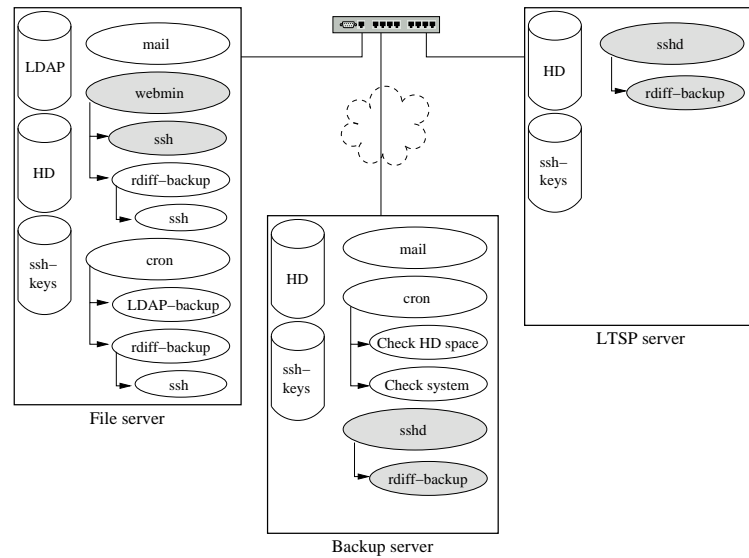 LDAP
HD
ssh–
keys
mail
webmin
ssh
rdiff–backup
ssh
cron
LDAP–backup
rdiff–backup
ssh
File server
HD
ssh–
keys
mail
cron
Check HD space
Check system
sshd
rdiff–backup
Backup server
HD
ssh–
keys
sshd
rdiff–backup
LTSP server